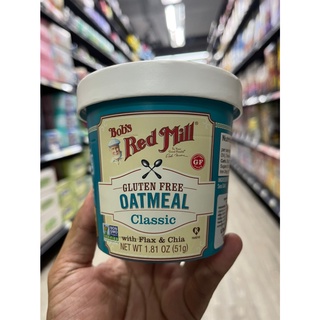 Bob's
Red Mill
GF
GLUTEN FREE
OATMEAL
Classic
with Flax & Chia
NET WT 1.81 OZ (51g)